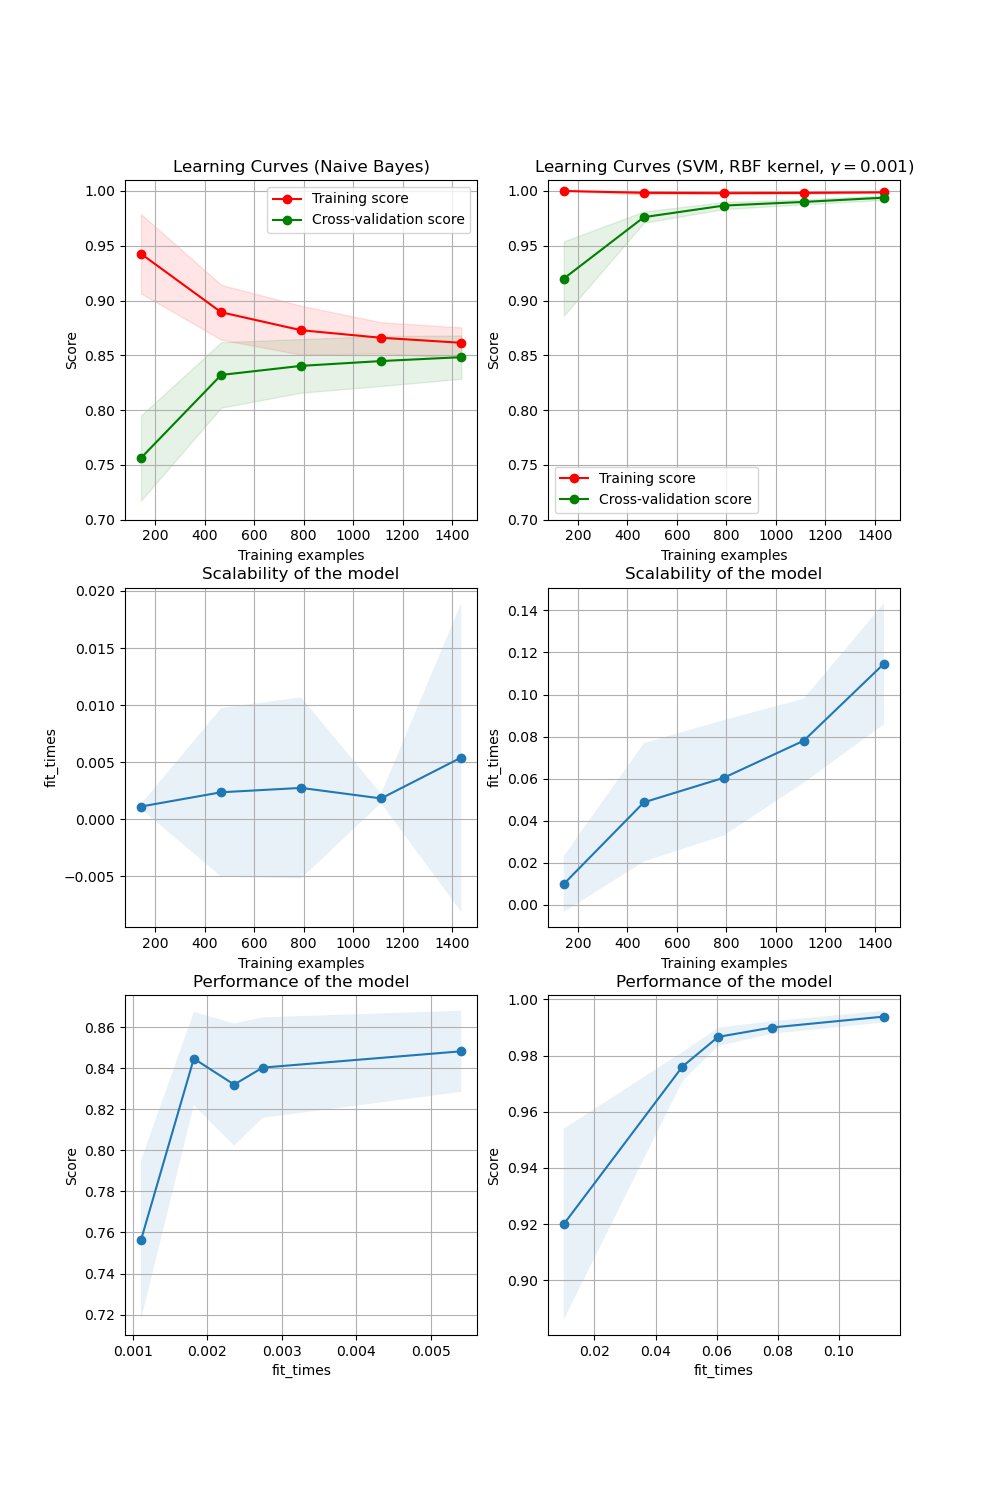 Learning Curves (Naive Bayes)
1.00
0.95
0.90
0.85
0.80
0.75
0.70
Score
Training score
Cross-validation score
200 400 600 800 1000 1200 1400
Training examples
Learning Curves (SVM, RBF kernel, γ = 0.001)
1.00
0.95
0.90
0.85
0.80
0.75
0.70
Score
Training score
Cross-validation score
200 400 600 800 1000 1200 1400
Training examples
Scalability of the model
0.020
0.015
0.010
0.005
0.000
−0.005
fit_times
200 400 600 800 1000 1200 1400
Training examples
Scalability of the model
0.14
0.12
0.10
0.08
0.06
0.04
0.02
0.00
fit_times
200 400 600 800 1000 1200 1400
Training examples
Performance of the model
0.86
0.84
0.82
0.80
0.78
0.76
0.74
0.72
Score
0.001 0.002 0.003 0.004 0.005
fit_times
Performance of the model
1.00
0.98
0.96
0.94
0.92
0.90
Score
0.02 0.04 0.06 0.08 0.10
fit_times